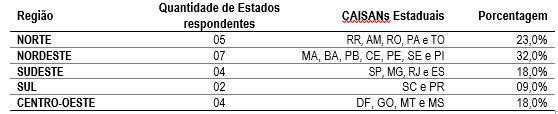 Região Quantidade de Estados respondentes CAISANs Estaduais Porcentagem
NORTE 05 RR, AM, RO, PA e TO 23,0%
NORDESTE 07 MA, BA, PB, CE, PE, SE e PI 32,0%
SUDESTE 04 SP, MG, RJ e ES 18,0%
SUL 02 SC e PR 09,0%
CENTRO-OESTE 04 DF, GO, MT e MS 18,0%